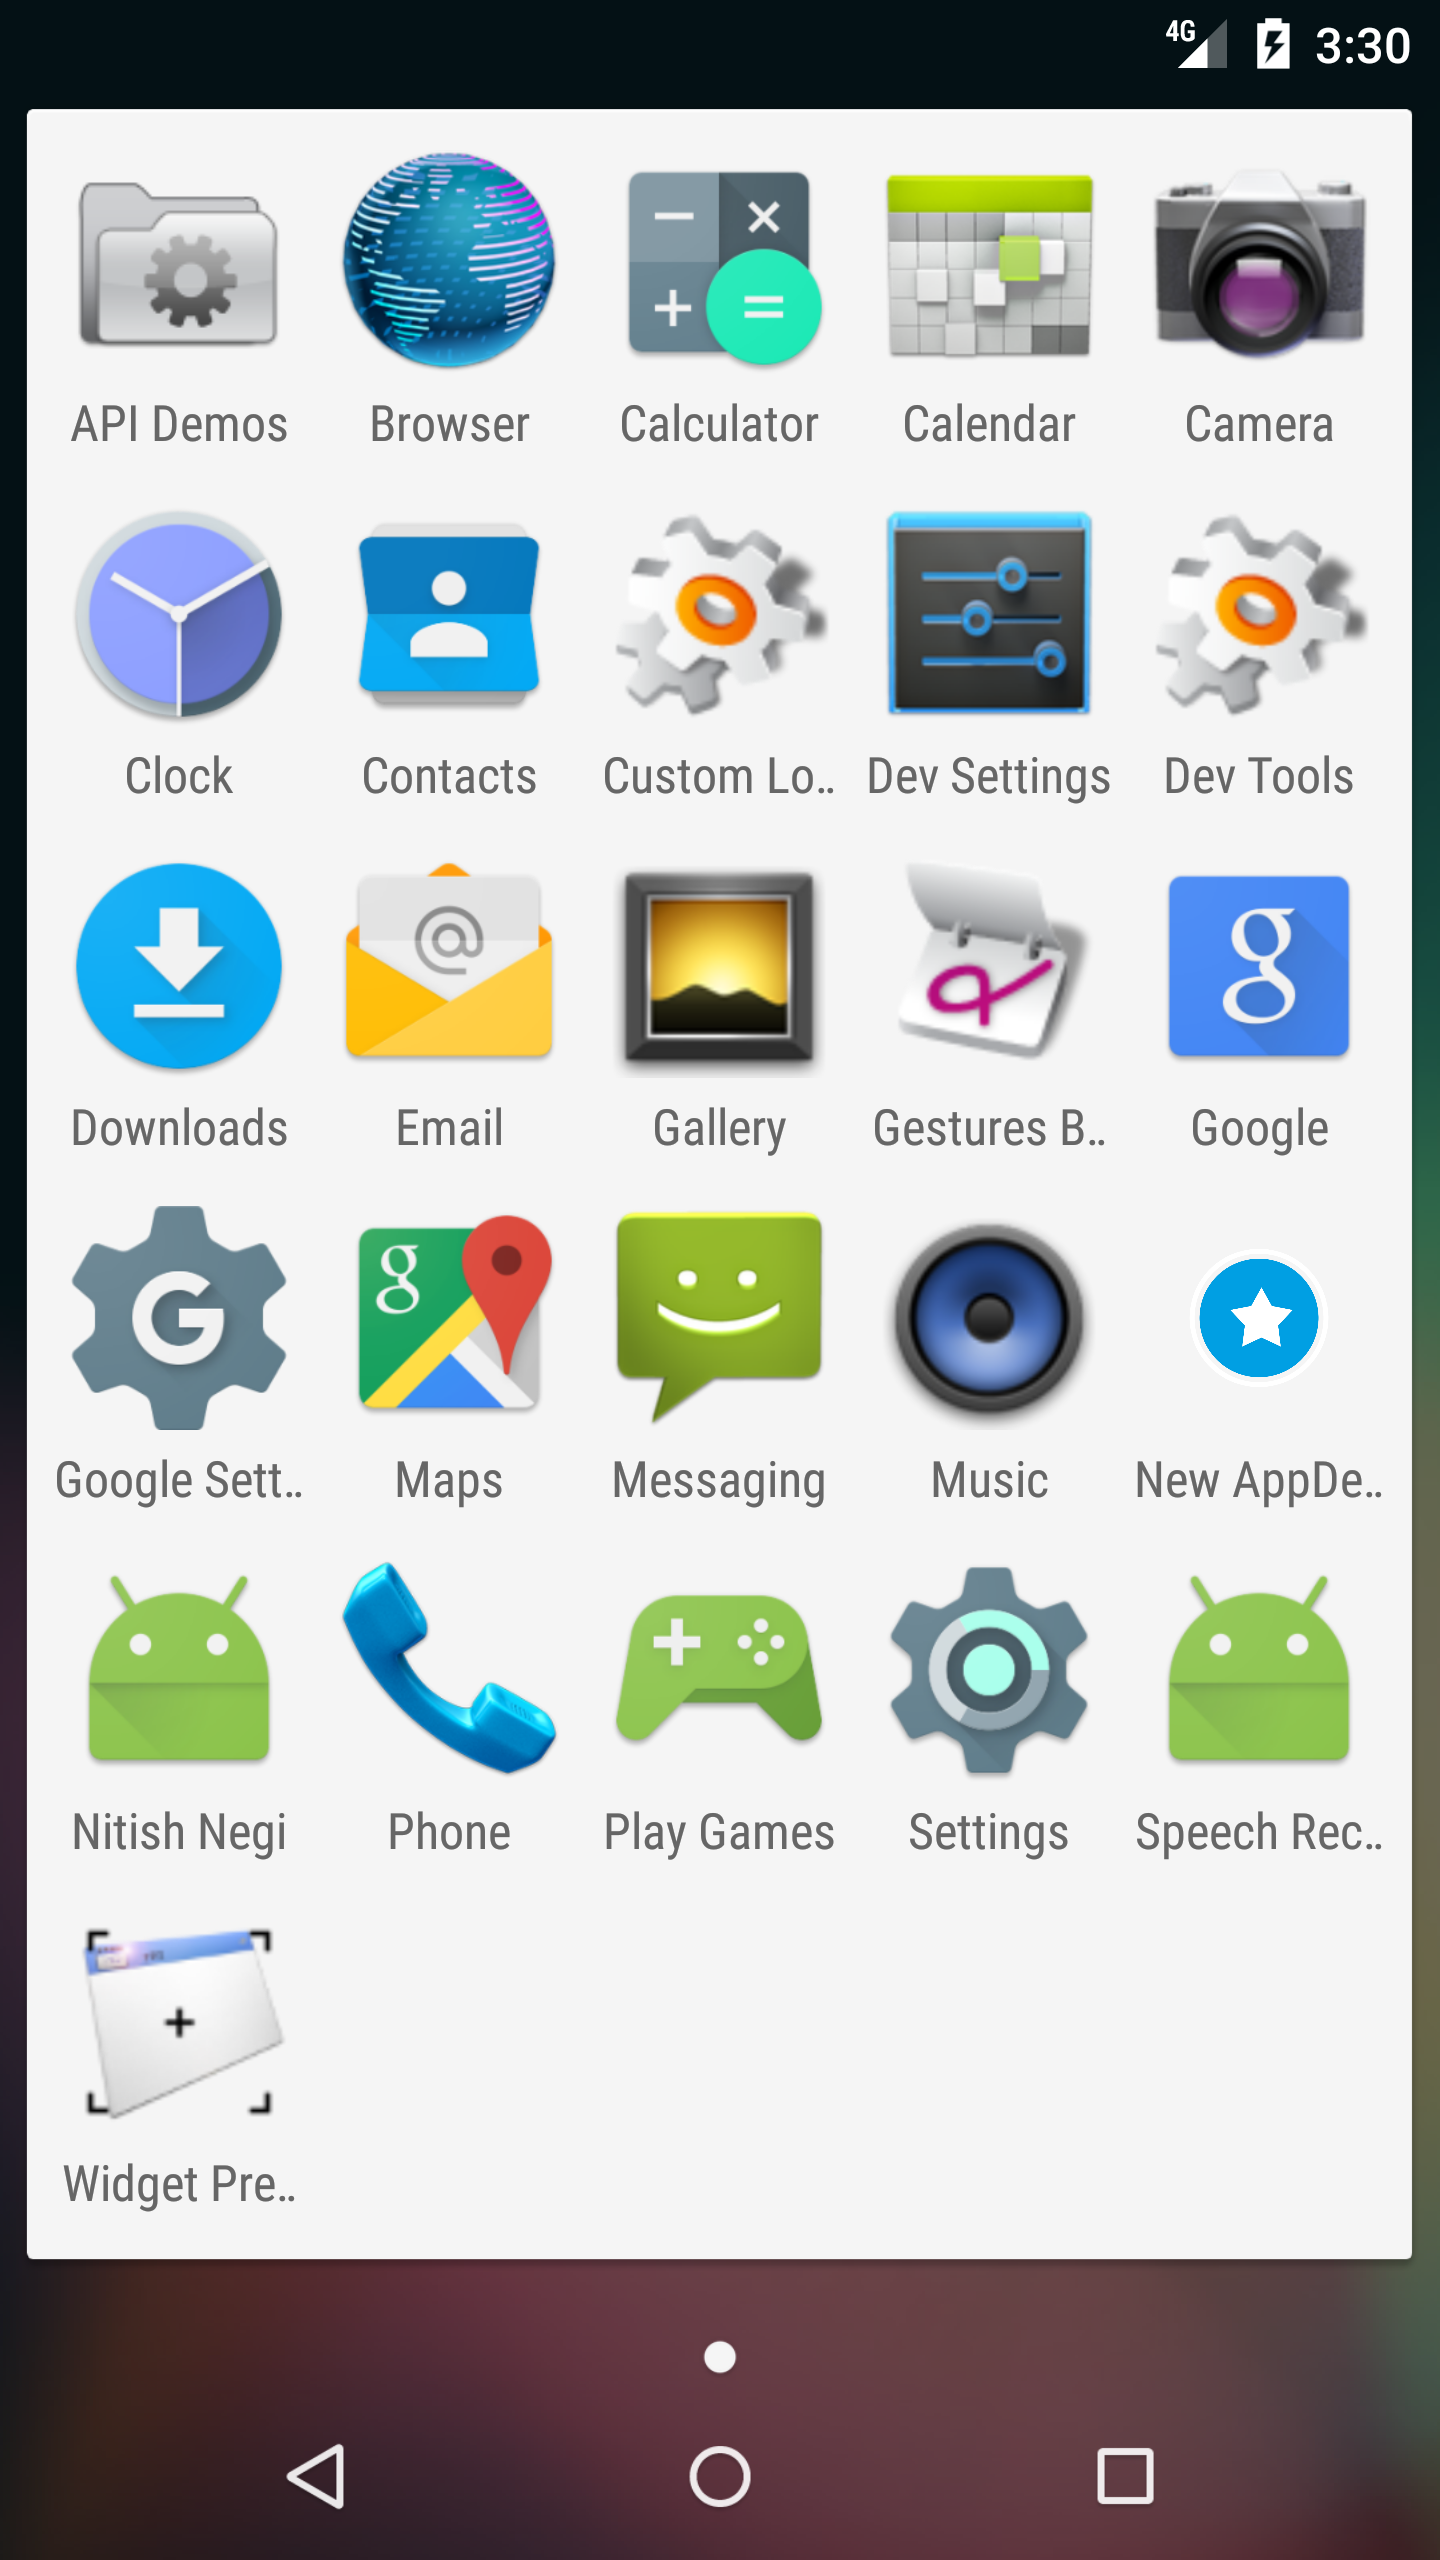 4G 3:30
API Demos Browser Calculator Calendar Camera
Clock Contacts Custom Lo.. Dev Settings Dev Tools
Downloads Email Gallery Gestures B.. Google
Google Sett.. Maps Messaging Music New AppDe..
Nitish Negi Phone Play Games Settings Speech Rec..
Widget Pre..